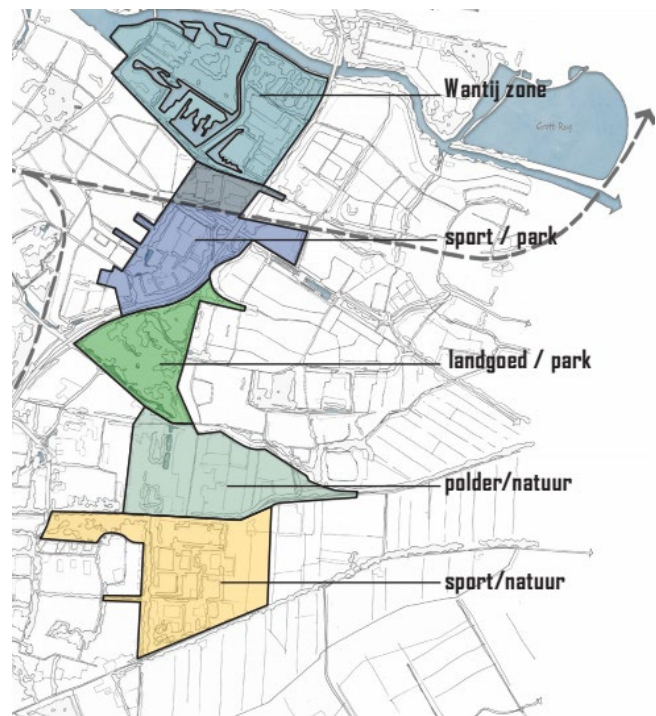 Wantij zone
sport / park
landgoed / park
polder/natuur
sport/natuur